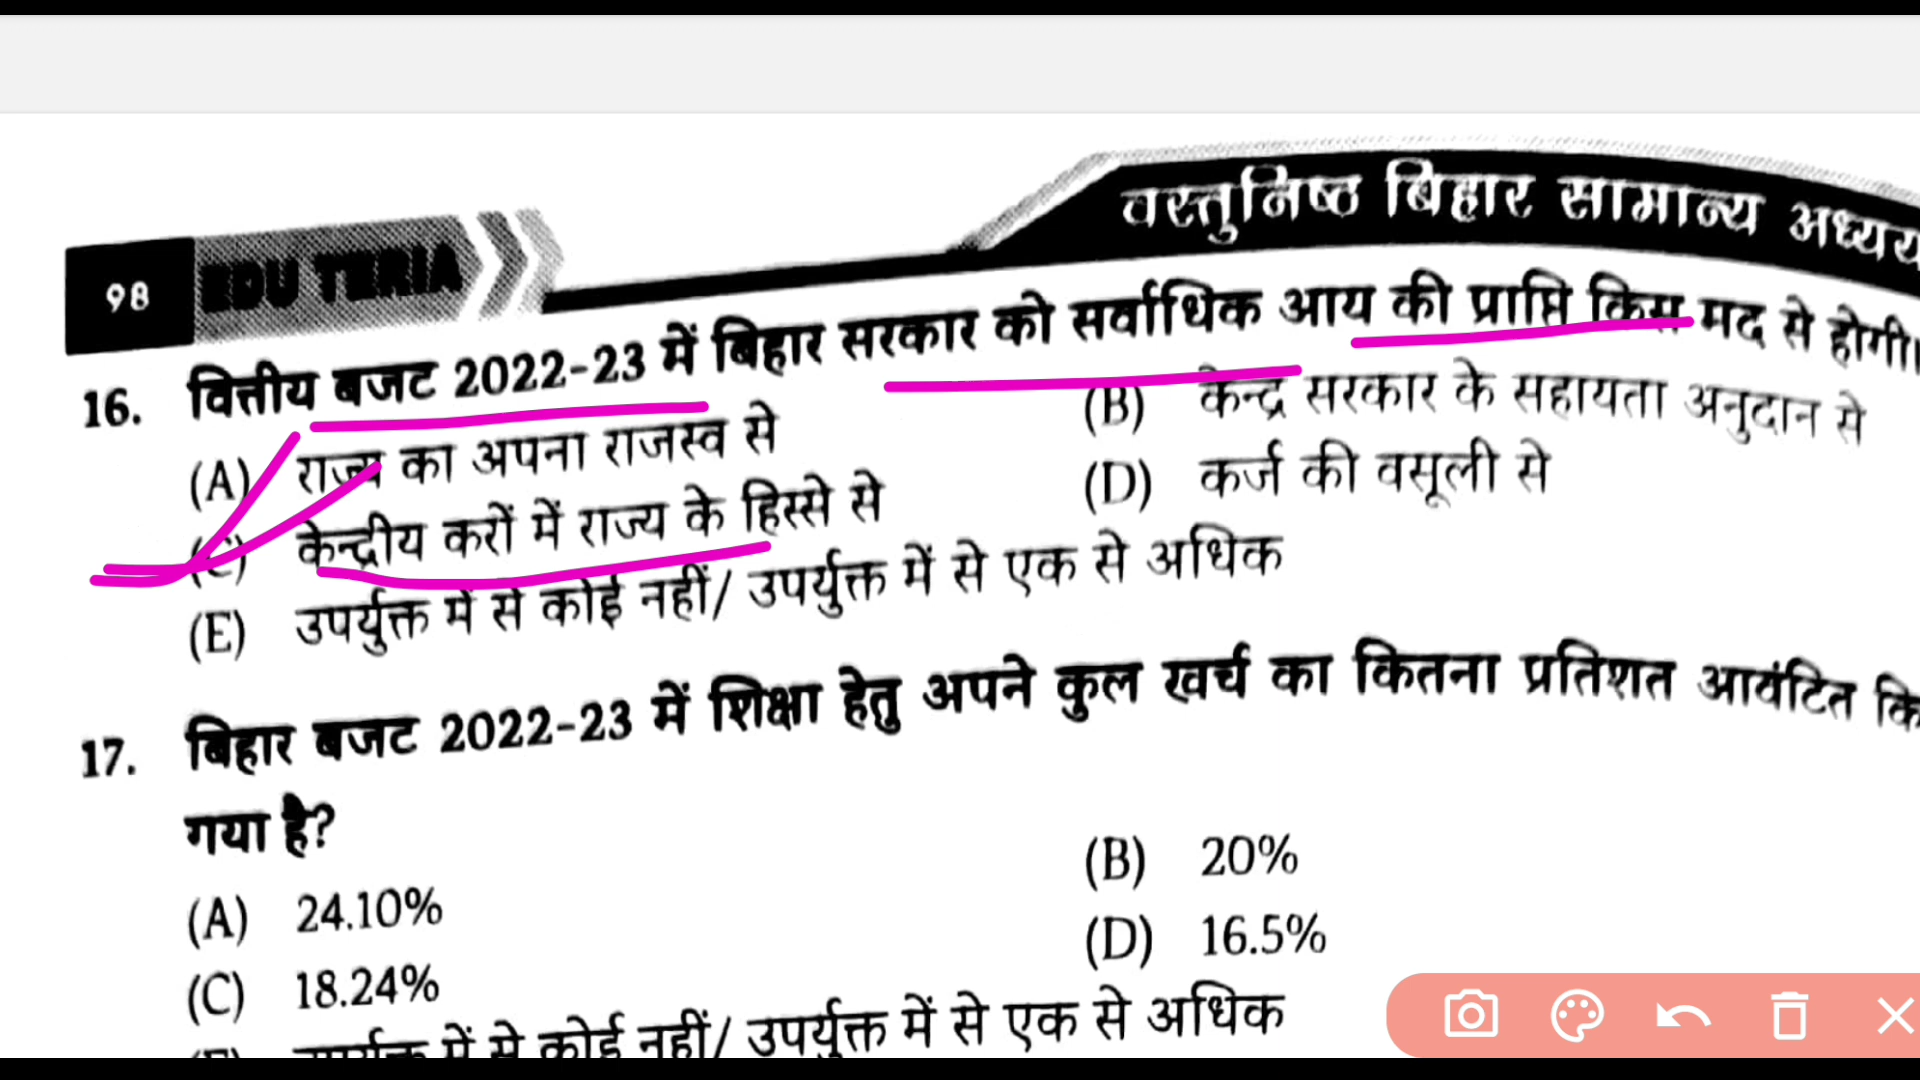 वस्तुनिष्ठ बिहार सामान्य
98 EDU TERIA
16. वित्तीय बजट 2022-23 में बिहार सरकार को सर्वाधिक आय की प्राप्ति किस मद से होगी।
(A) राज्य का अपना राजस्व से
(B) केन्द्र सरकार के सहायता अनुदान से
(C) केन्द्रीय करों में राज्य के हिस्से से
(D) कर्ज की वसूली से
(E) उपर्युक्त में से कोई नहीं/ उपर्युक्त में से एक से अधिक
17. बिहार बजट 2022-23 में शिक्षा हेतु अपने कुल खर्च का कितना प्रतिशत आवंटित
गया है?
(A) 24.10%
(B) 20%
(C) 18.24%
(D) 16.5%
(E) उपर्युक्त में से कोई नहीं/ उपर्युक्त में से एक से अधिक